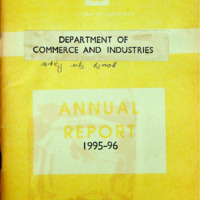 DEPARTMENT OF
COMMERCE AND INDUSTRIES
ANNUAL
REPORT
1995-96